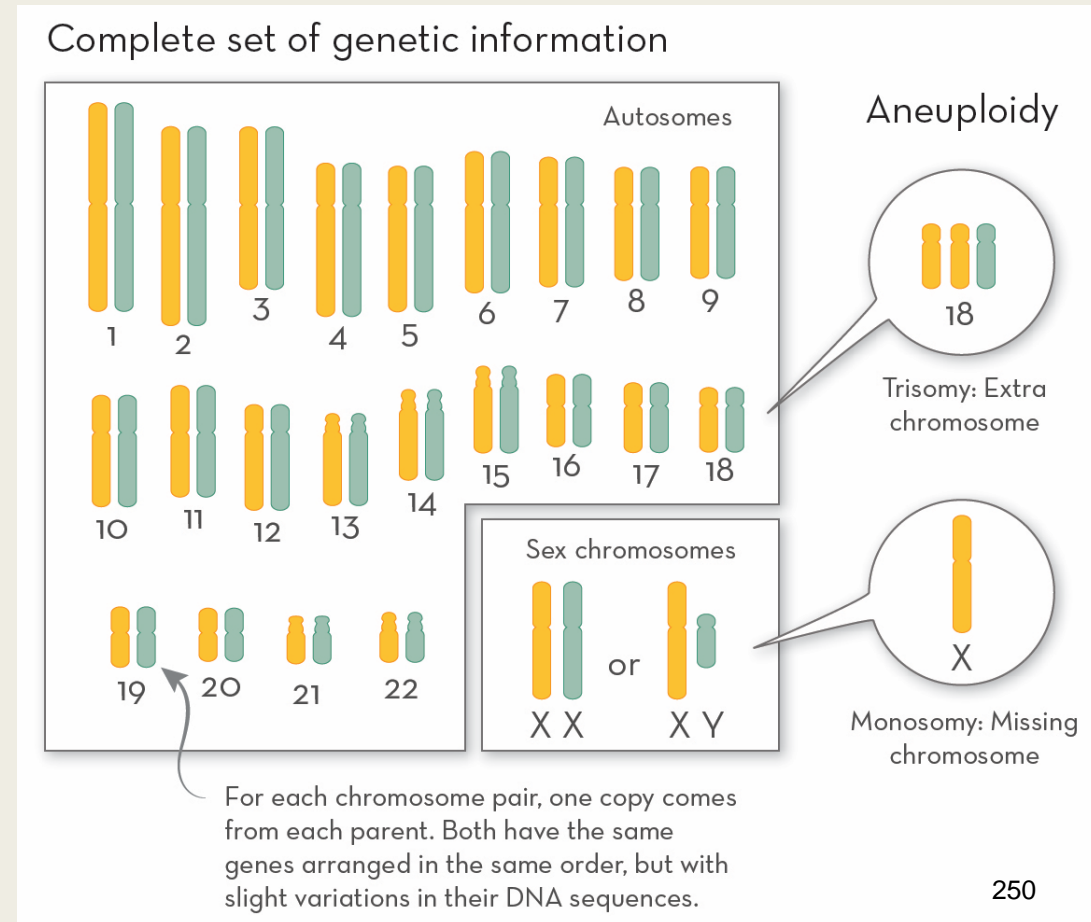 Complete set of genetic information
Autosomes
1
2
3
4
5
6
7
8
9
10
11
12
13
14
15
16
17
18
19
20
21
22
Sex chromosomes
X X
or
X Y
For each chromosome pair, one copy comes
from each parent. Both have the same
genes arranged in the same order, but with
slight variations in their DNA sequences.
Aneuploidy
18
Trisomy: Extra
chromosome
X
Monosomy: Missing
chromosome
250